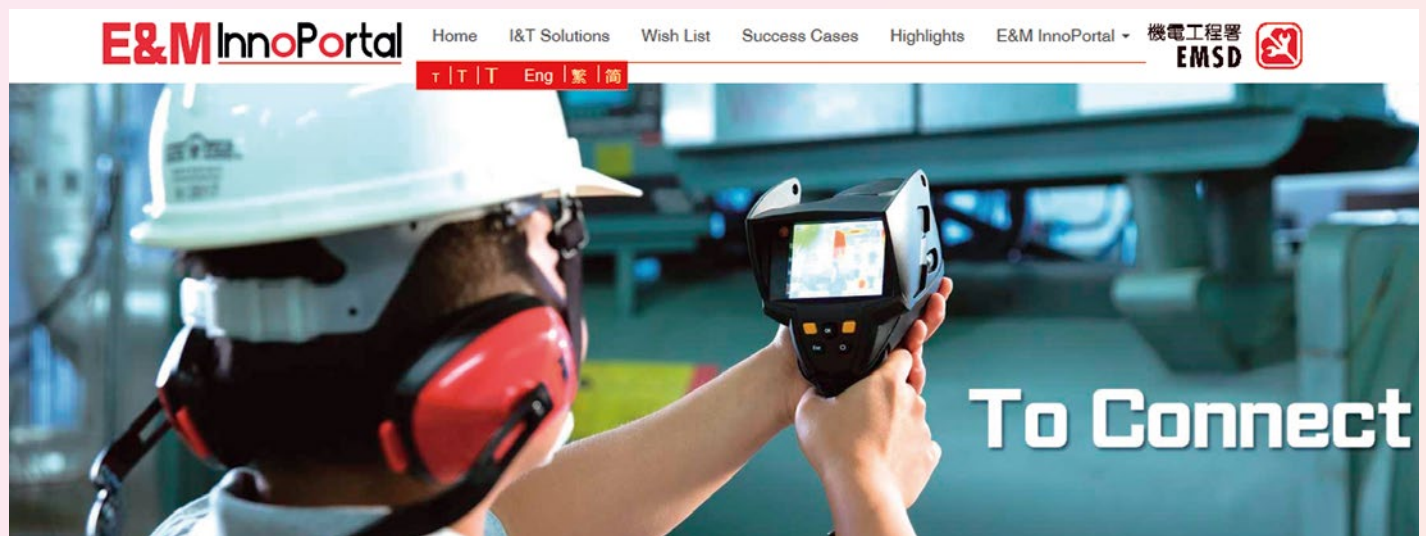 E&M InnoPortal
Home I&T Solutions Wish List Success Cases Highlights E&M InnoPortal
機電工程署
EMSD
T | T | T Eng | 繁 | 简
To Connect